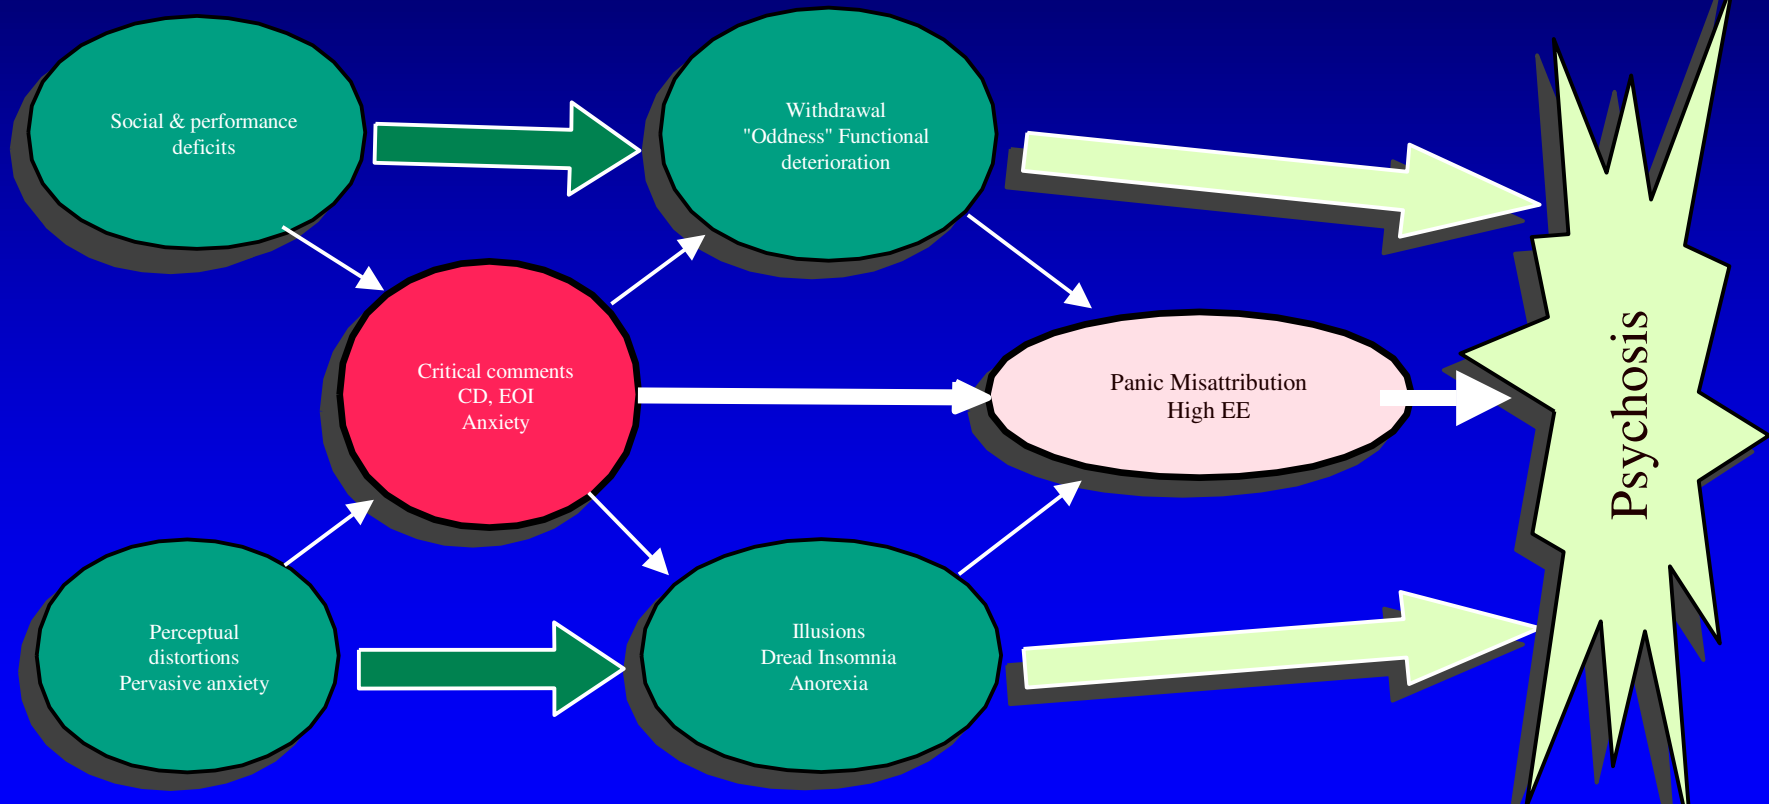 Social & performance
deficits
Withdrawal
"Oddness" Functional
deterioration
Critical comments
CD, EOI
Anxiety
Panic Misattribution
High EE
Psychosis
Perceptual
distortions
Pervasive anxiety
Illusions
Dread Insomnia
Anorexia